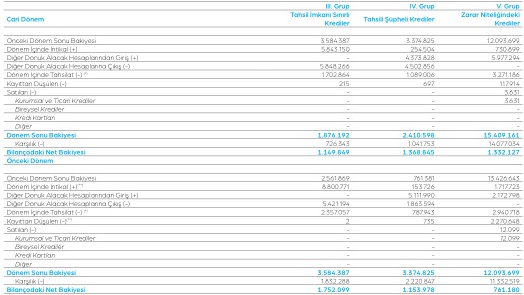 III. Grup IV. Grup V. Grup
Tahsil İmkanı Sınırlı Zarar Niteliğindeki
Cari Dönem Krediler Tahsili Şüpheli Krediler Krediler
Önceki Dönem Sonu Bakiyesi 3.584.387 3.374.825 12.093.699
Dönem İçinde İntikal (+) 5.843.150 254.504 730.899
Diğer Donuk Alacak Hesaplarından Giriş (+) – 4.373.828 5.977.294
Diğer Donuk Alacak Hesaplarına Çıkış (–) 5.848.266 4.502.856 –
Dönem İçinde Tahsilat (–) 1.702.864 1.089.006 3.271.186
Kayıttan Düşülen (–) 215 697 117.914
Satılan (–) – – 3.631
Kurumsal ve Ticari Krediler – – 3.631
Bireysel Krediler – – –
Kredi Kartları – – –
Diğer – – –
Dönem Sonu Bakiyesi 1.876.192 2.410.598 15.409.161
Karşılık (–) 726.343 1.041.753 14.077.034
Bilançodaki Net Bakiyesi 1.149.849 1.368.845 1.332.127
Önceki Dönem
Önceki Dönem Sonu Bakiyesi 2.561.869 761.381 13.426.643
Dönem İçinde İntikal (+) 8.800.771 153.726 1.717.723
Diğer Donuk Alacak Hesaplarından Giriş (+) – 5.111.990 2.172.798
Diğer Donuk Alacak Hesaplarına Çıkış (–) 5.421.194 1.863.594 –
Dönem İçinde Tahsilat (–) 2.357.057 787.943 2.940.718
Kayıttan Düşülen (–) 2 735 2.270.648
Satılan (–) – – 12.099
Kurumsal ve Ticari Krediler – – 12.099
Bireysel Krediler – – –
Kredi Kartları – – –
Diğer – – –
Dönem Sonu Bakiyesi 3.584.387 3.374.825 12.093.699
Karşılık (–) 1.832.288 2.220.847 11.332.519
Bilançodaki Net Bakiyesi 1.752.099 1.153.978 761.180